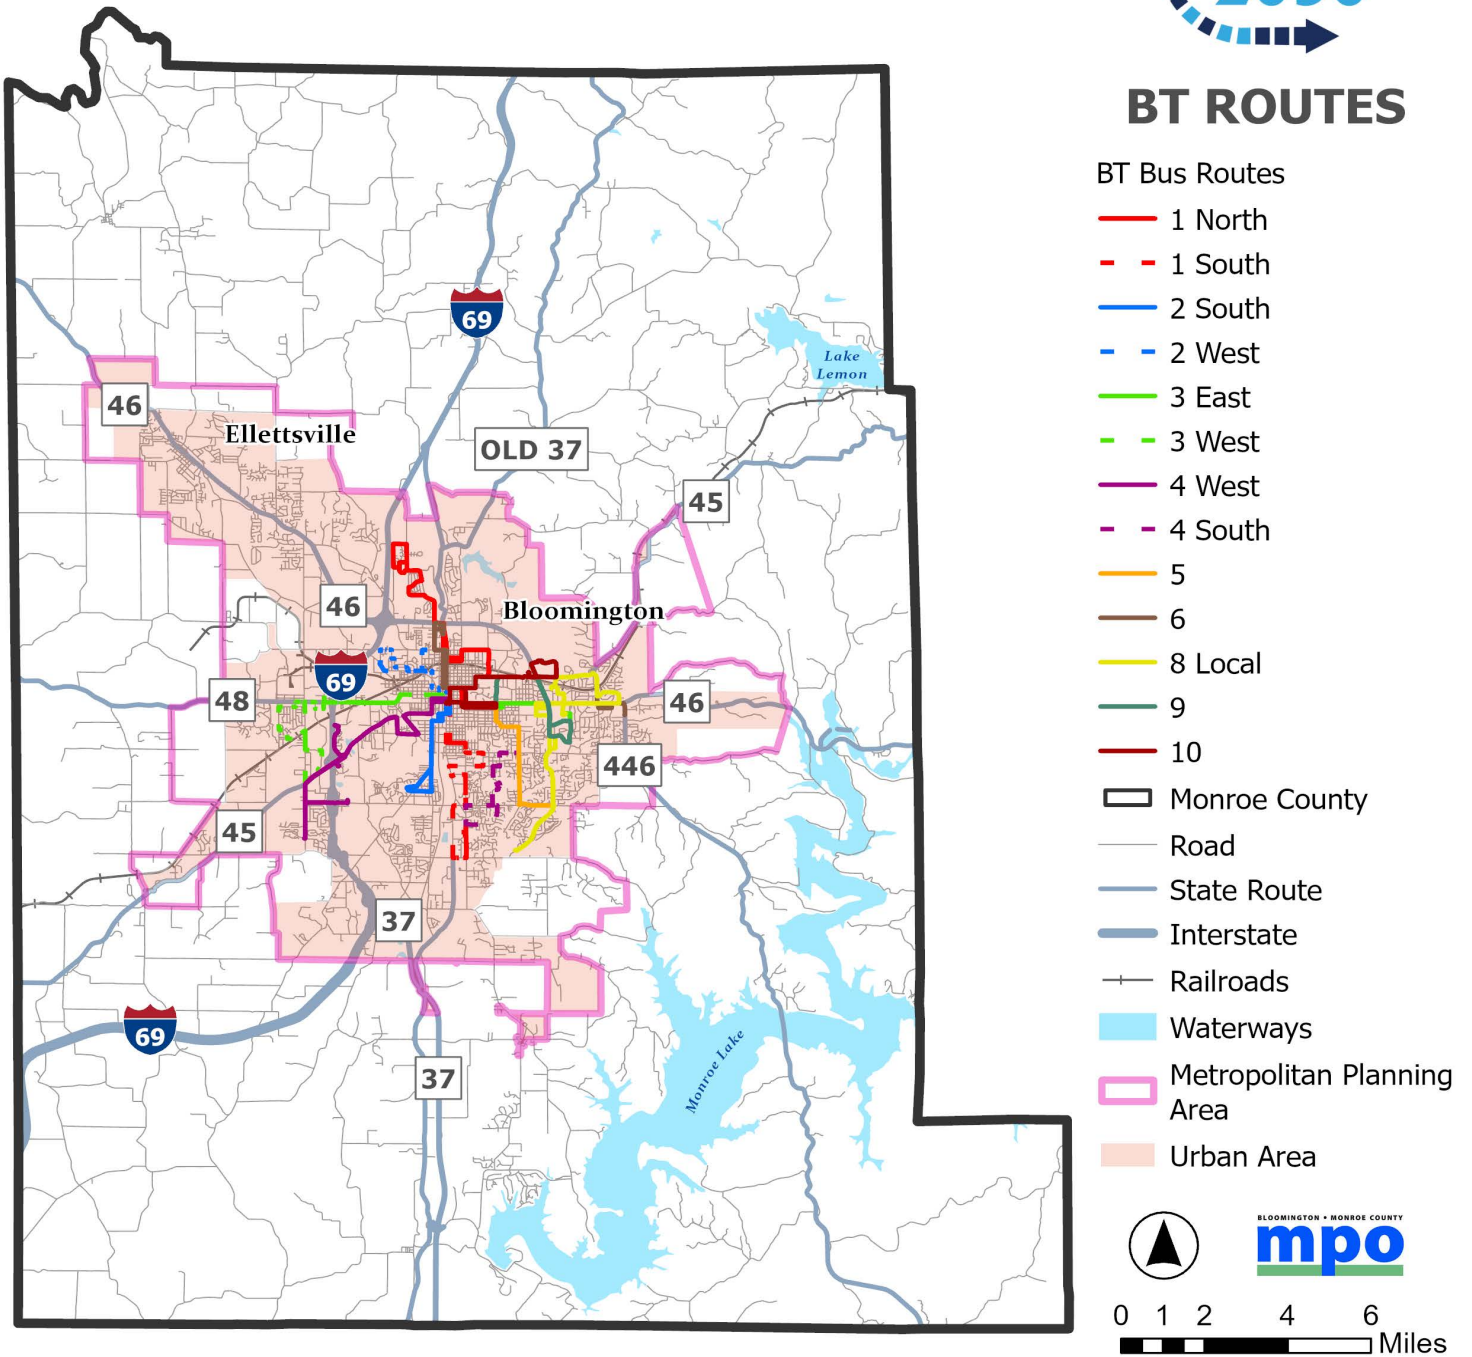 BT ROUTES
BT Bus Routes
1 North
1 South
2 South
2 West
3 East
3 West
4 West
4 South
5
6
8 Local
9
10
Monroe County
Road
State Route
Interstate
Railroads
Waterways
Metropolitan Planning
Area
Urban Area
BLOOMINGTON • MONROE COUNTY
mpo
0 1 2 4 6
Miles
69
Lake
Lemon
46
Ellettsville
OLD 37
45
46
Bloomington
69
48
46
446
45
37
69
37
Monroe Lake